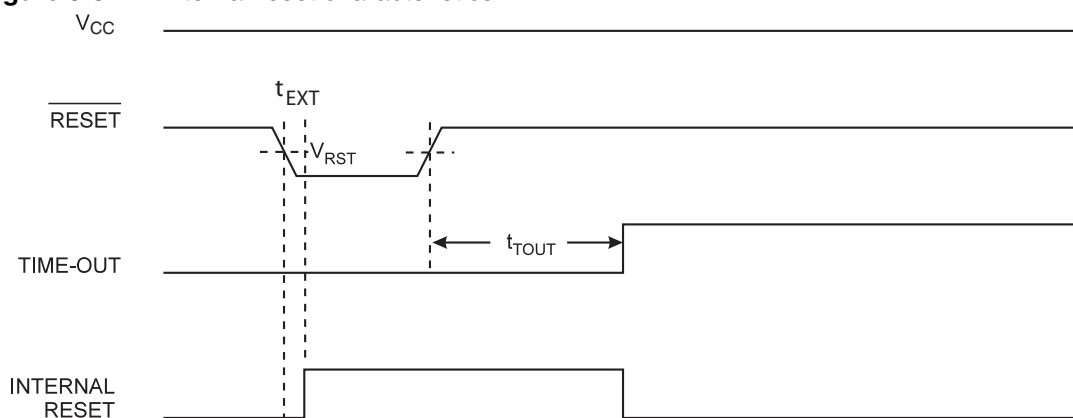 VCC
tEXT
RESET
VRST
tTOUT
TIME-OUT
INTERNAL
RESET